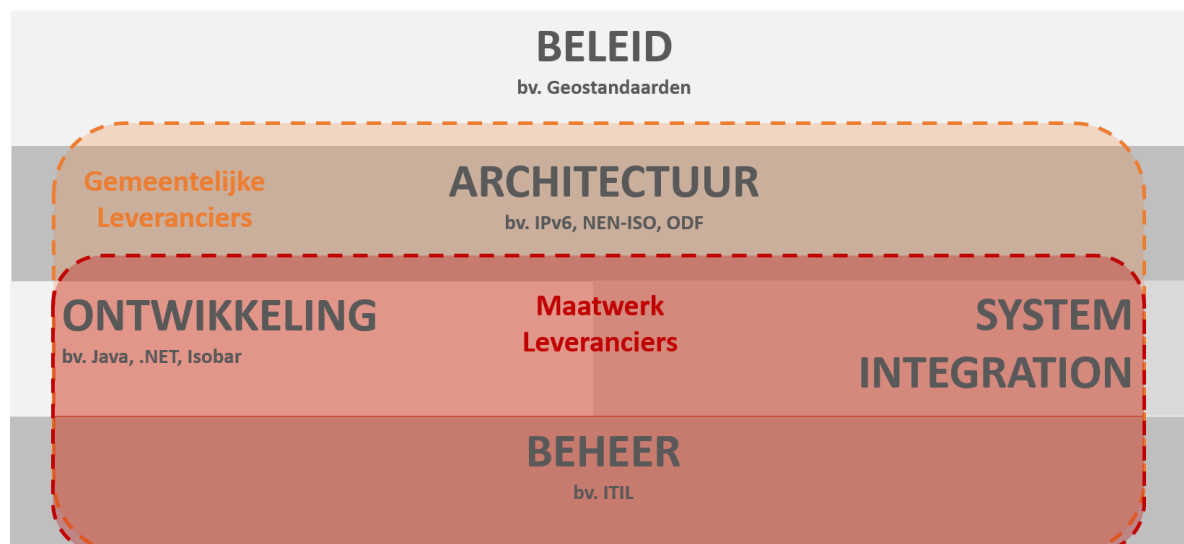 BELEID
bv. Geostandaarden
Gemeentelijke
Leveranciers
ARCHITECTUUR
bv. IPv6, NEN-ISO, ODF
ONTWIKKELING
bv. Java, .NET, Isobar
Maatwerk
Leveranciers
SYSTEM
INTEGRATION
BEHEER
bv. ITIL